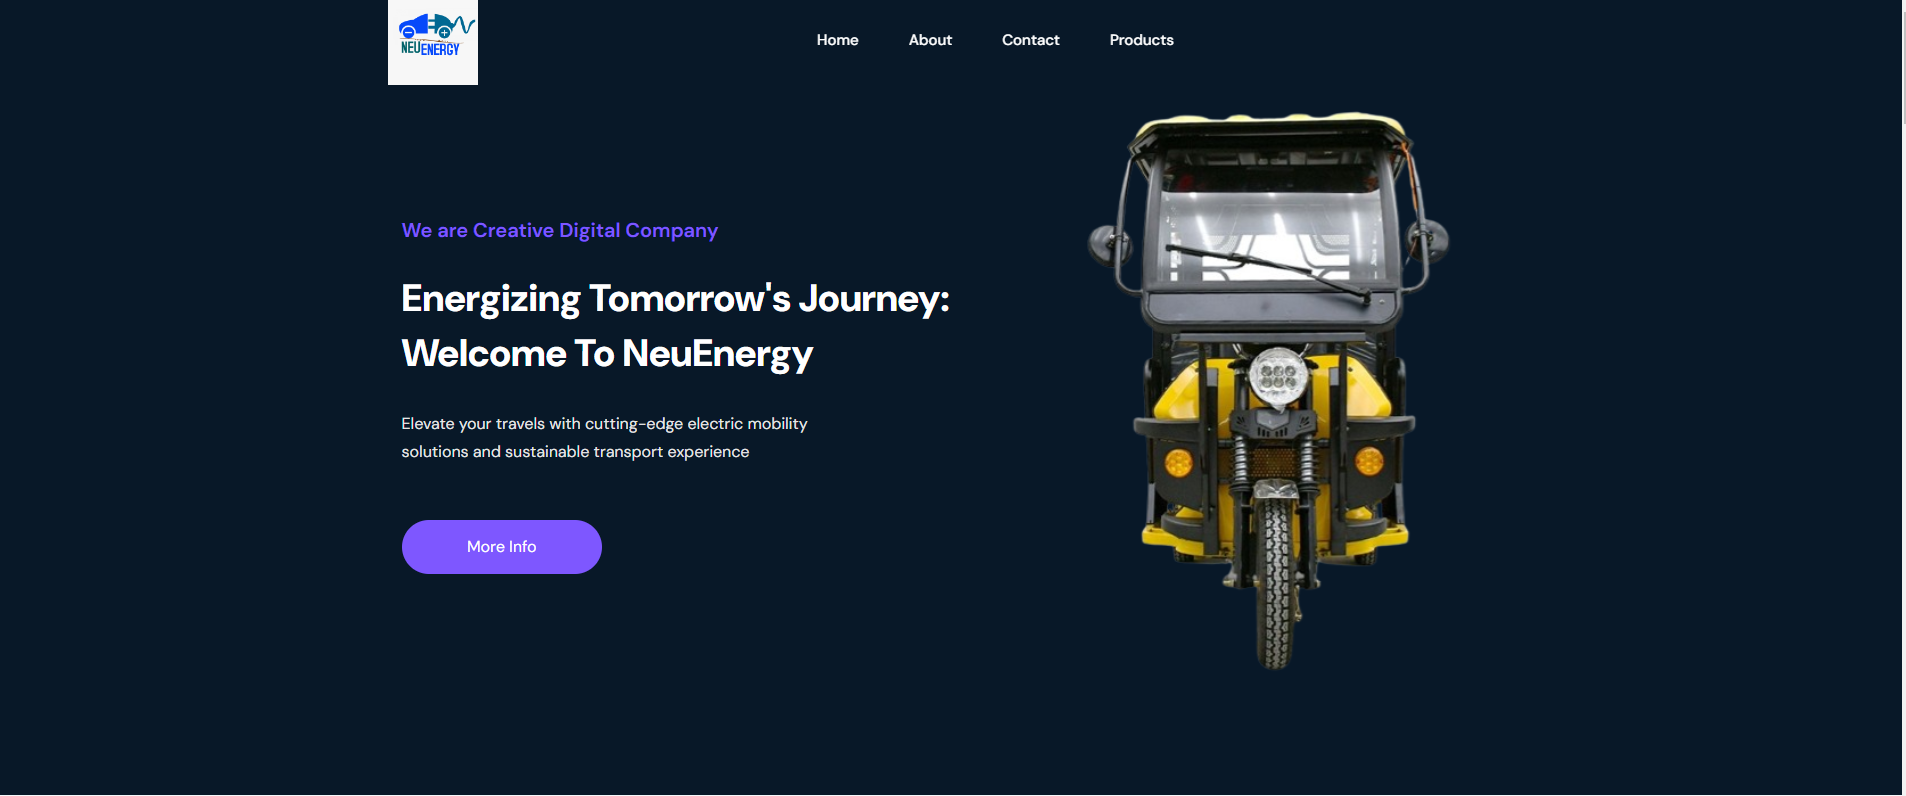 NEUENERGY
Home
About
Contact
Products
We are Creative Digital Company
Energizing Tomorrow's Journey:
Welcome To NeuEnergy
Elevate your travels with cutting-edge electric mobility
solutions and sustainable transport experience
More Info